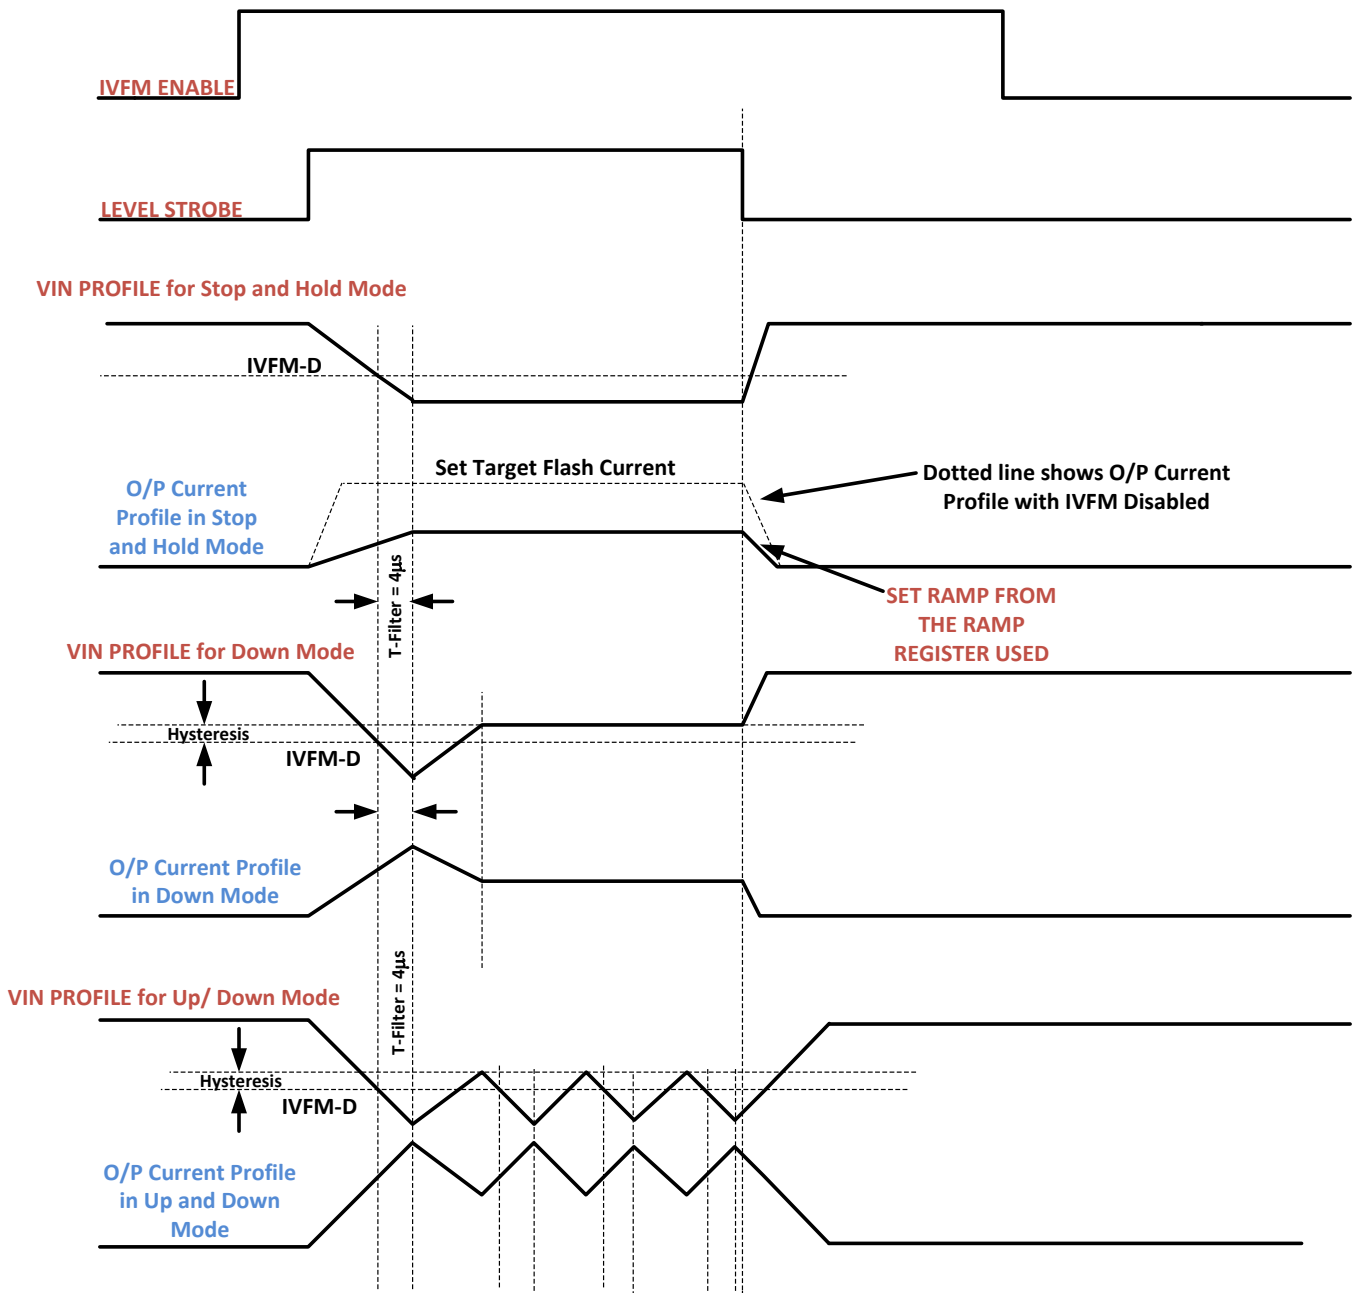 IVFM ENABLE
LEVEL STROBE
VIN PROFILE for Stop and Hold Mode
IVFM-D
Set Target Flash Current
Dotted line shows O/P Current
Profile with IVFM Disabled
O/P Current
Profile in Stop
and Hold Mode
T-Filter = 4µs
SET RAMP FROM
THE RAMP
REGISTER USED
VIN PROFILE for Down Mode
Hysteresis
IVFM-D
O/P Current Profile
in Down Mode
T-Filter = 4µs
VIN PROFILE for Up/ Down Mode
Hysteresis
IVFM-D
O/P Current Profile
in Up and Down
Mode